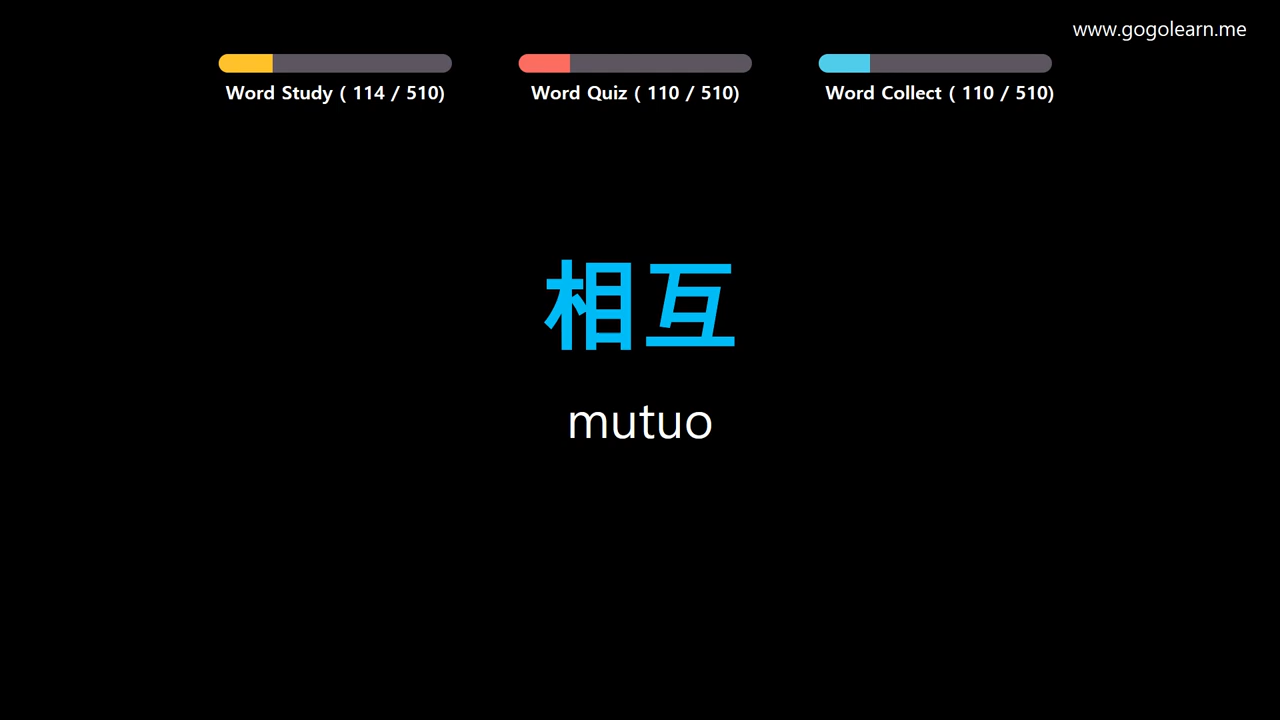 www.gogolearn.me
Word Study ( 114 / 510)
Word Quiz ( 110 / 510)
Word Collect ( 110 / 510)
相互
mutuo